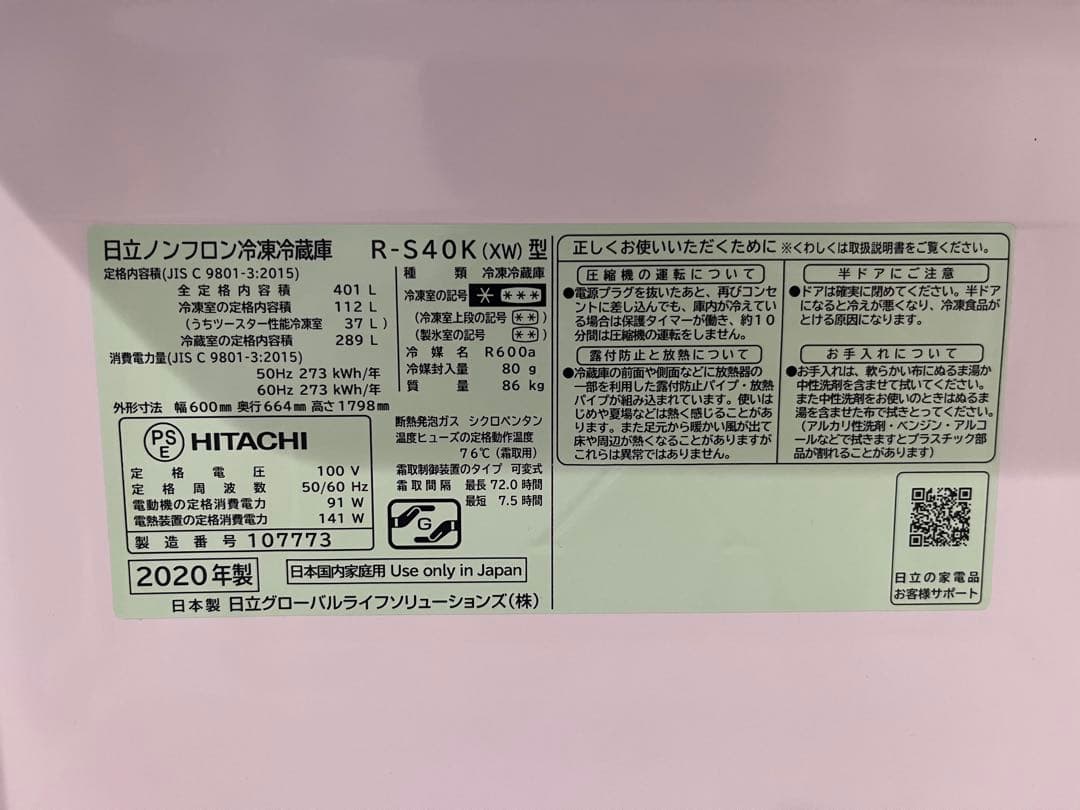 日立ノンフロン冷凍冷蔵庫 R-S40K(XW)型
定格内容積(JIS C 9801-3:2015)
全定格内容積 401 L
冷凍室の定格内容積 112 L
(うちツースター性能冷凍室 37 L)
冷蔵室の定格内容積 289 L
消費電力量(JIS C 9801-3:2015)
50Hz 273 kWh/年
60Hz 273 kWh/年
外形寸法 幅600mm 奥行664mm 高さ1798mm
種類 冷凍冷蔵庫
冷凍室の記号 * ***
(冷凍室上段の記号 **)
(製氷室の記号 **)
冷媒名 R600a
冷媒封入量 80 g
質量 86 kg
PSE HITACHI
定格電圧 100 V
定格周波数 50/60 Hz
電動機の定格消費電力 91 W
電熱装置の定格消費電力 141 W
製造番号 107773
断熱発泡ガス シクロペンタン
温度ヒューズの定格動作温度
76℃(霜取用)
霜取制御装置のタイプ 可変式
霜取間隔 最長 72.0 時間
最短 7.5 時間
G
2020年製
日本国内家庭用 Use only in Japan
日本製 日立グローバルライフソリューションズ(株)
正しくお使いいただくために ※くわしくは取扱説明書をご覧ください。
圧縮機の運転について
●電源プラグを抜いたあと、再びコンセ
ントに差し込んでも、庫内が冷えてい
る場合は保護タイマーが働き、約10
分間は圧縮機の運転をしません。
露付防止と放熱について
●冷蔵庫の前面や側面などに放熱器の
一部を利用した露付防止パイプ・放熱
パイプが組み込まれています。使いは
じめや夏場などは熱く感じることがあ
ります。また足元から暖かい風が出て
床や周辺が熱くなることがありますが
これらは異常ではありません。
半ドアにご注意
●ドアは確実に閉めてください。半ドア
になると冷えが悪くなり、冷凍食品が
とける原因になります。
お手入れについて
●お手入れは、軟らかい布にぬるま湯か
中性洗剤を含ませて拭いてください。
また中性洗剤をお使いのときはぬるま
湯を含ませた布で拭きとってください。
(アルカリ性洗剤・ベンジン・アルコ
ールなどで拭きますとプラスチック部
品が割れることがあります)
日立の家電品
お客様サポート